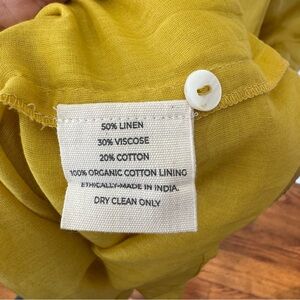 50% LINEN
30% VISCOSE
20% COTTON
100% ORGANIC COTTON LINING
ETHICALLY-MADE IN INDIA.
DRY CLEAN ONLY